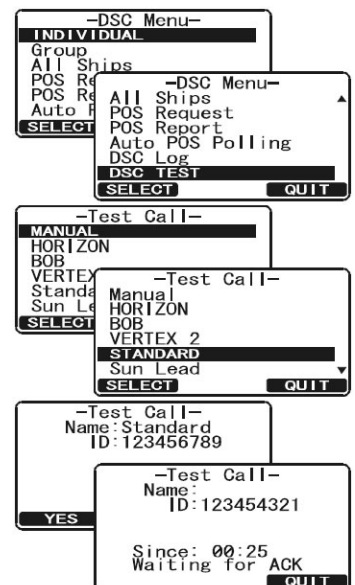 —DSC Menu—
INDIVIDUAL
Group
All Ships
POS
POS
Auto
SELECT
—DSC Menu—
All Ships
POS Request
POS Report
Auto POS Polling
DSC Log
DSC TEST
SELECT QUIT
—Test Call—
MANUAL
HORIZON
BOB
VERTEX
Standa
Sun Le
SELECT
—Test Call—
Manual
HORIZON
BOB
VERTEX 2
STANDARD
Sun Lead
SELECT QUIT
—Test Call—
Name:Standard
ID:123456789
YES
—Test Call—
Name:
ID:123454321
Since: 00:25
Waiting for ACK
QUIT